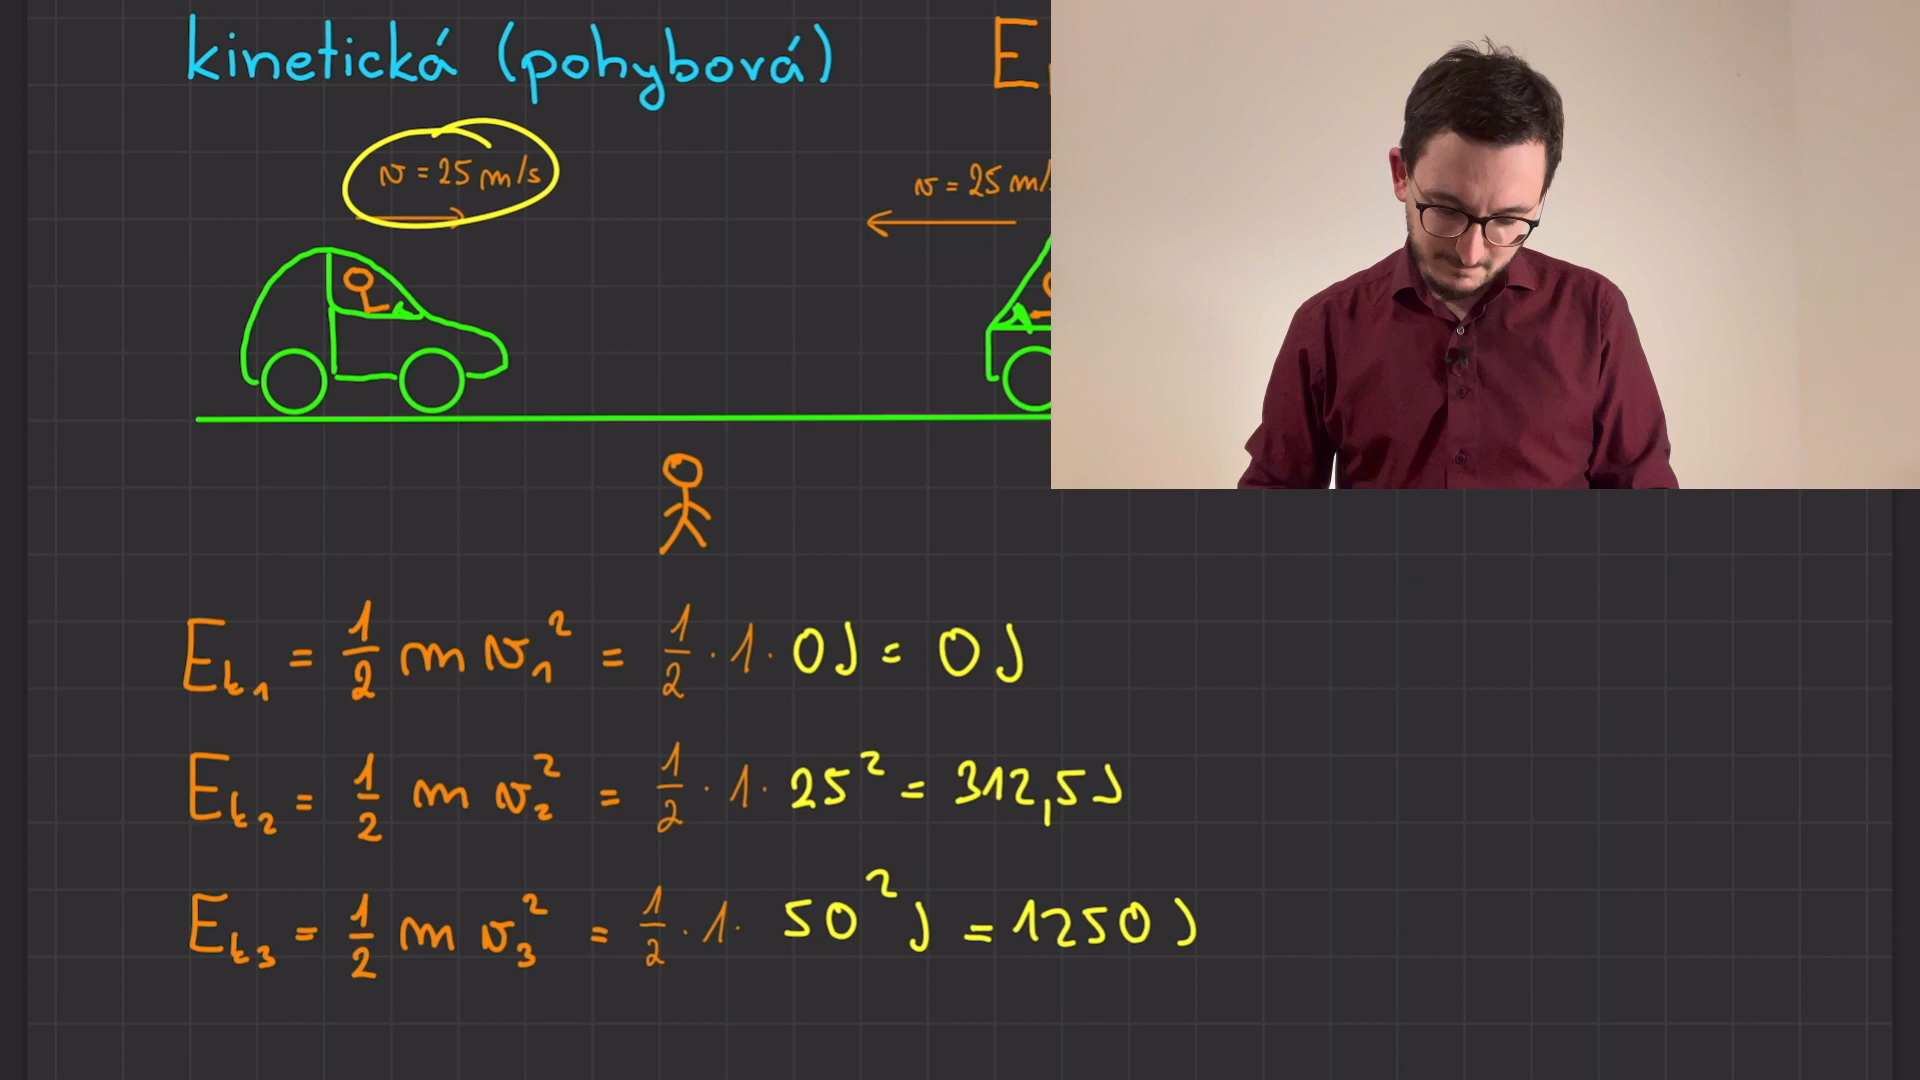 kinetická (pohybová) E
v = 25 m/s v = 25 m/
E_k1 = 1/2 m v_1^2 = 1/2 · 1 · 0 J = 0 J
E_k2 = 1/2 m v_2^2 = 1/2 · 1 · 25^2 = 312,5 J
E_k3 = 1/2 m v_3^2 = 1/2 · 1 · 50^2 J = 1250 J